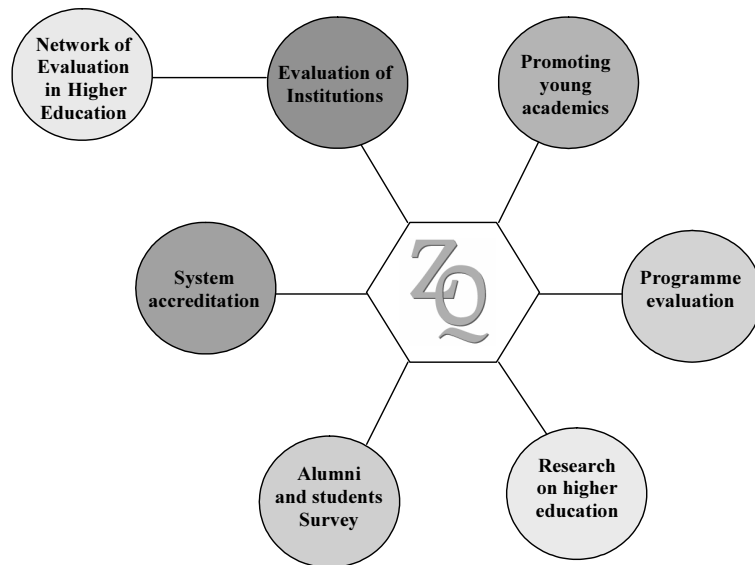 Network of
Evaluation
in Higher
Education
Evaluation of
Institutions
Promoting
young
academics
System
accreditation
ZQ
Programme
evaluation
Alumni
and students
Survey
Research
on higher
education